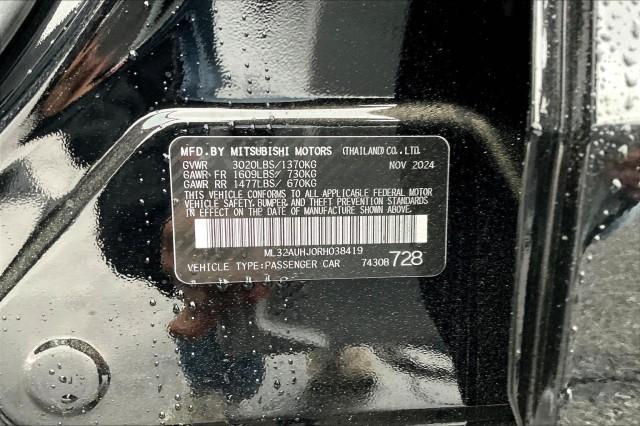 MFD. BY MITSUBISHI MOTORS (THAILAND) CO., LTD.
GVWR 3020LBS/1370KG NOV 2024
GAWR FR 1609LBS/ 730KG
GAWR RR 1477LBS/ 670KG
THIS VEHICLE CONFORMS TO ALL APPLICABLE FEDERAL MOTOR
VEHICLE SAFETY, BUMPER, AND THEFT PREVENTION STANDARDS
IN EFFECT ON THE DATE OF MANUFACTURE SHOWN ABOVE.
ML32AUHJ0RH038419
VEHICLE TYPE:PASSENGER CAR 7430B 728